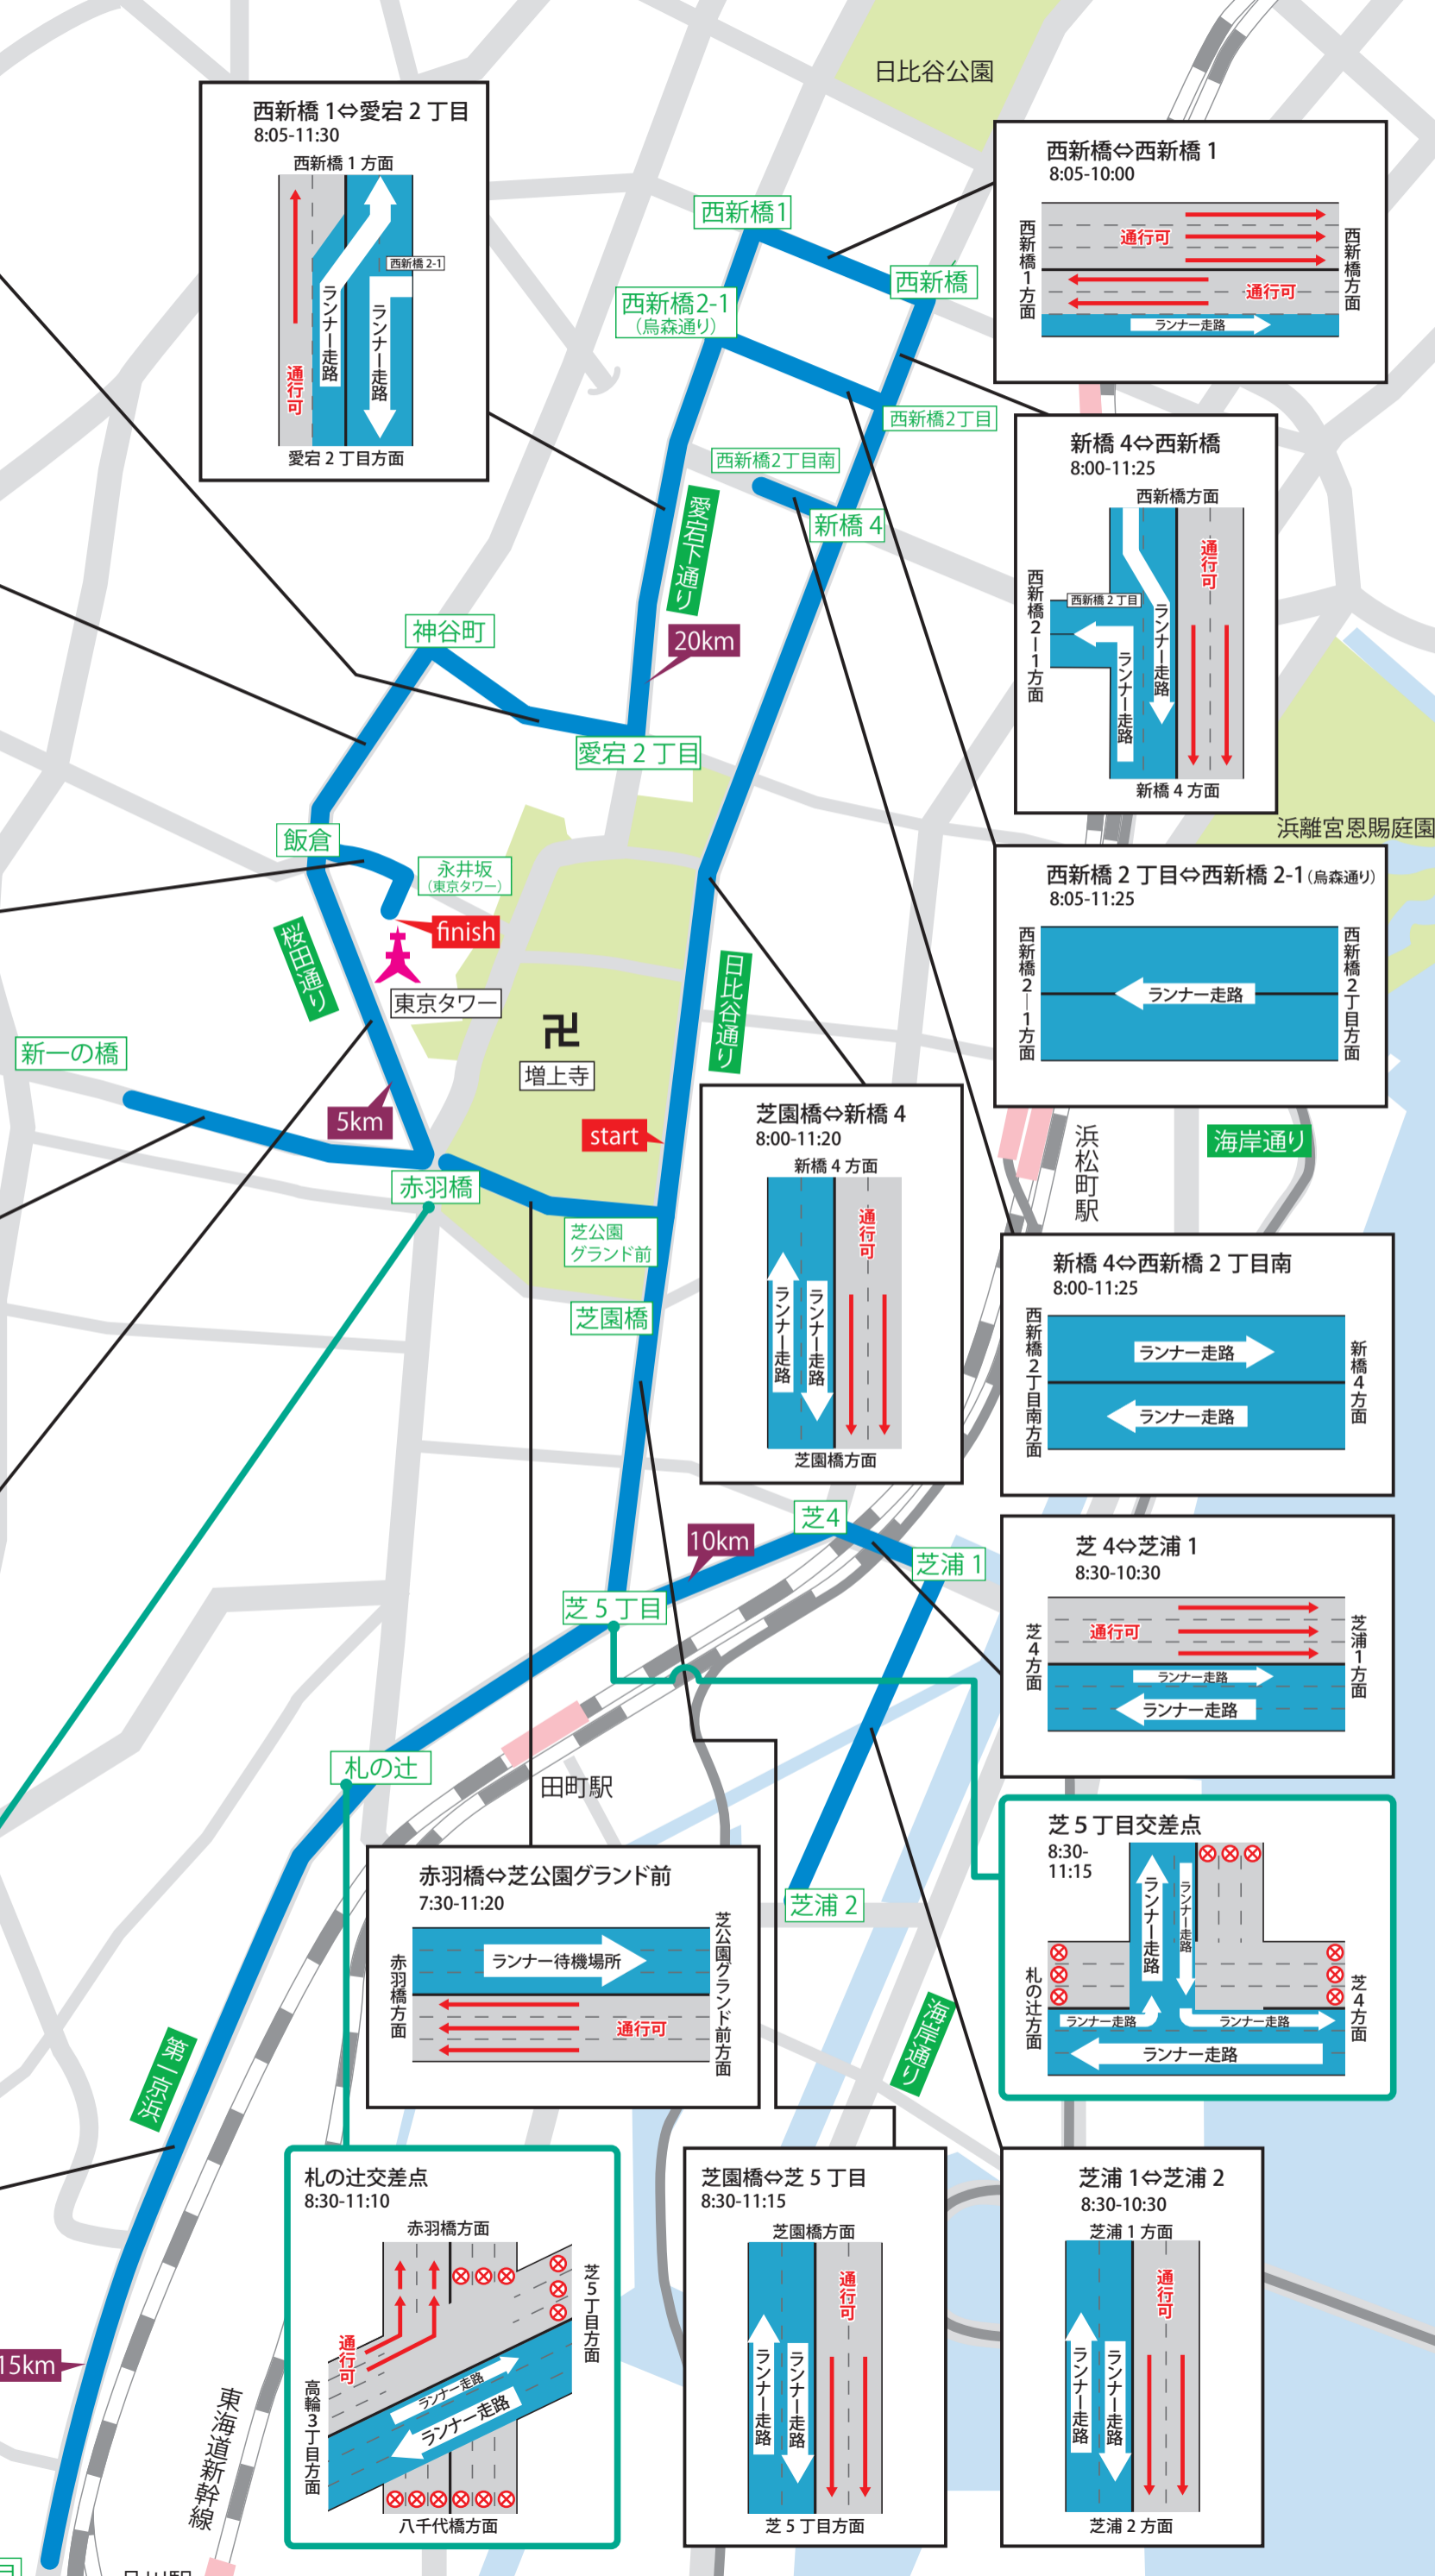 日比谷公園
西新橋 1⇔愛宕 2 丁目
8:05-11:30
西新橋 1 方面
西新橋 2-1
ランナー走路
ランナー走路
通行可
愛宕 2 丁目方面
西新橋⇔西新橋 1
8:05-10:00
西新橋1方面
通行可
通行可
ランナー走路
西新橋方面
西新橋1
西新橋
西新橋2-1
（烏森通り）
西新橋2丁目
西新橋2丁目南
新橋 4
新橋 4⇔西新橋
8:00-11:25
西新橋方面
通行可
西新橋 2 丁目
西新橋2－1方面
ランナー走路
ランナー走路
新橋 4 方面
愛宕下通り
神谷町
20km
愛宕 2 丁目
浜離宮恩賜庭園
飯倉
永井坂
（東京タワー）
finish
桜田通り
東京タワー
西新橋 2 丁目⇔西新橋 2-1（烏森通り）
8:05-11:25
西新橋2－1方面
ランナー走路
西新橋2丁目方面
日比谷通り
増上寺
新一の橋
5km
start
赤羽橋
芝公園
グランド前
芝園橋
芝園橋⇔新橋 4
8:00-11:20
新橋 4 方面
通行可
ランナー走路
ランナー走路
芝園橋方面
浜松町駅
海岸通り
新橋 4⇔西新橋 2 丁目南
8:00-11:25
西新橋2丁目南方面
ランナー走路
ランナー走路
新橋4方面
芝4
10km
芝浦 1
芝 5 丁目
芝 4⇔芝浦 1
8:30-10:30
芝4方面
通行可
ランナー走路
ランナー走路
芝浦1方面
札の辻
田町駅
芝浦 2
芝 5 丁目交差点
8:30-
11:15
ランナー走路
ランナー走路
札の辻方面
ランナー走路
ランナー走路
ランナー走路
芝4方面
赤羽橋⇔芝公園グランド前
7:30-11:20
赤羽橋方面
ランナー待機場所
通行可
芝公園グランド前方面
海岸通り
第一京浜
札の辻交差点
8:30-11:10
赤羽橋方面
芝5丁目方面
通行可
高輪3丁目方面
ランナー走路
ランナー走路
八千代橋方面
芝園橋⇔芝 5 丁目
8:30-11:15
芝園橋方面
通行可
ランナー走路
ランナー走路
芝 5 丁目方面
芝浦 1⇔芝浦 2
8:30-10:30
芝浦 1 方面
通行可
ランナー走路
ランナー走路
芝浦 2 方面
15km
東海道新幹線